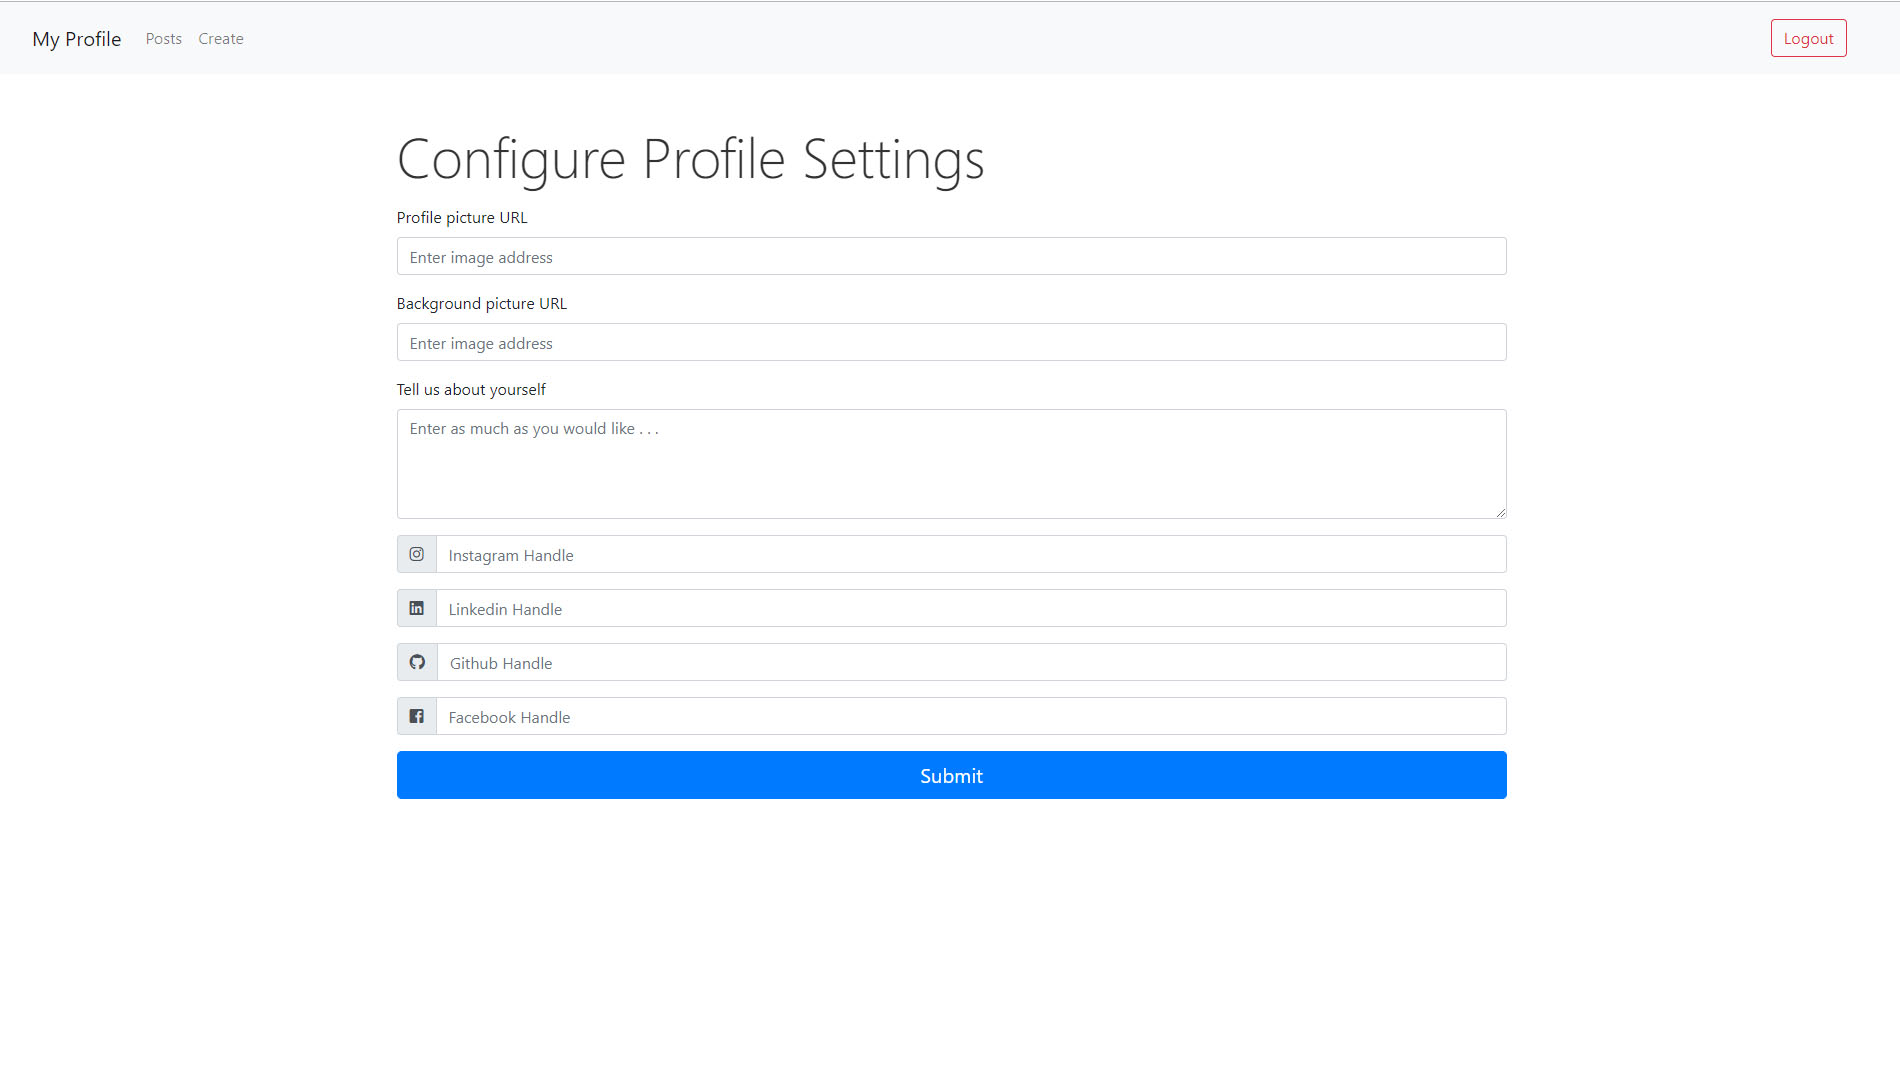 My Profile Posts Create Logout
Configure Profile Settings
Profile picture URL
Enter image address
Background picture URL
Enter image address
Tell us about yourself
Enter as much as you would like . . .
Instagram Handle
Linkedin Handle
Github Handle
Facebook Handle
Submit